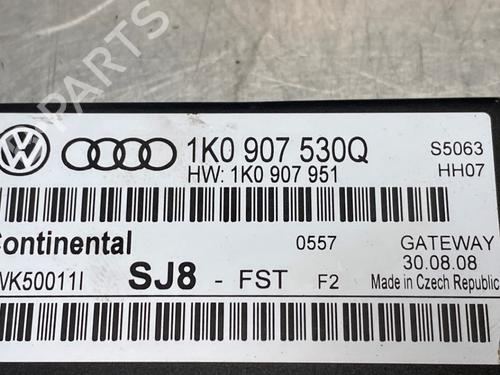 1K0 907 530Q
S5063
HW: 1K0 907 951
HH07
Continental
0557
GATEWAY
30.08.08
VK50011I
SJ8 - FST F2
Made in Czech Republic
B-PARTS